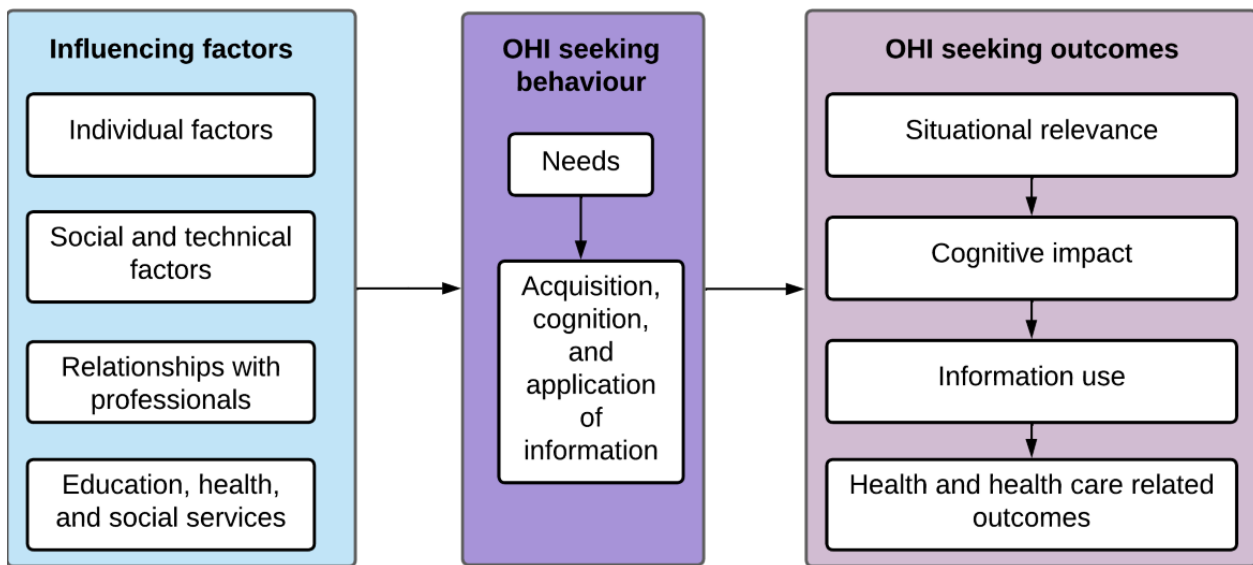 Influencing factors
Individual factors
Social and technical
factors
Relationships with
professionals
Education, health,
and social services
OHI seeking
behaviour
Needs
Acquisition,
cognition,
and
application
of
information
OHI seeking outcomes
Situational relevance
Cognitive impact
Information use
Health and health care related
outcomes